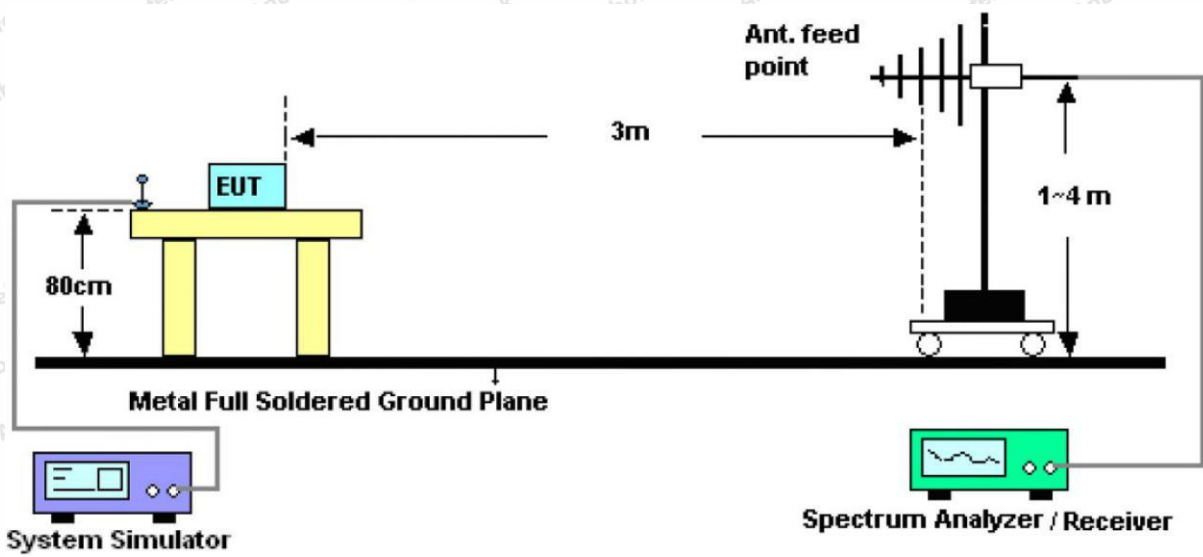 Ant. feed
point
3m
EUT
1~4 m
80cm
Metal Full Soldered Ground Plane
System Simulator
Spectrum Analyzer / Receiver